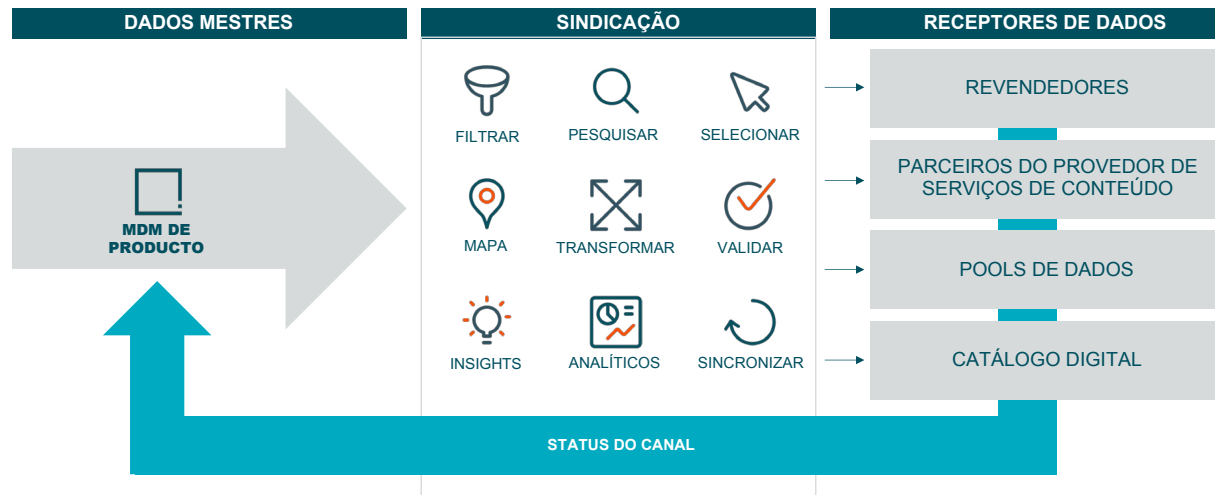 DADOS MESTRES
SINDICAÇÃO
RECEPTORES DE DADOS
MDM DE
PRODUCTO
FILTRAR
PESQUISAR
SELECIONAR
MAPA
TRANSFORMAR
VALIDAR
INSIGHTS
ANALÍTICOS
SINCRONIZAR
REVENDEDORES
PARCEIROS DO PROVEDOR DE
SERVIÇOS DE CONTEÚDO
POOLS DE DADOS
CATÁLOGO DIGITAL
STATUS DO CANAL